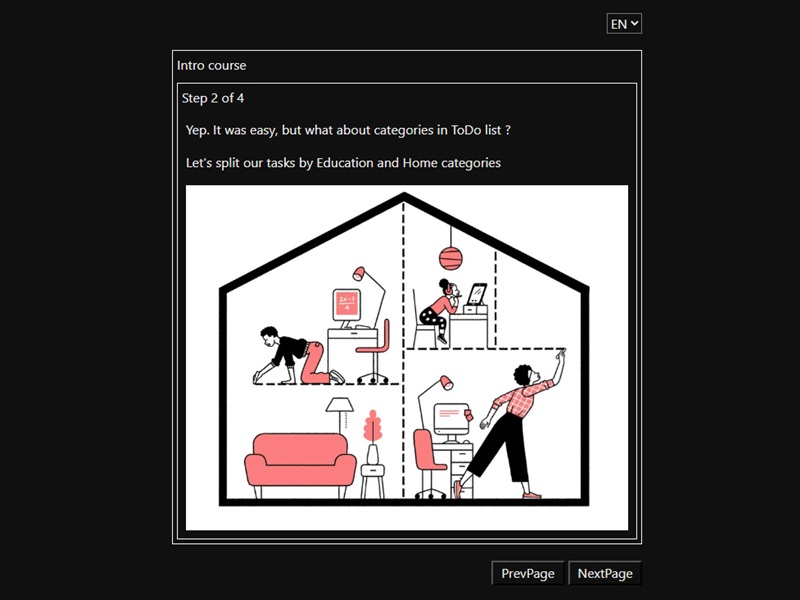 EN
Intro course
Step 2 of 4
Yep. It was easy, but what about categories in ToDo list ?
Let's split our tasks by Education and Home categories
PrevPage NextPage